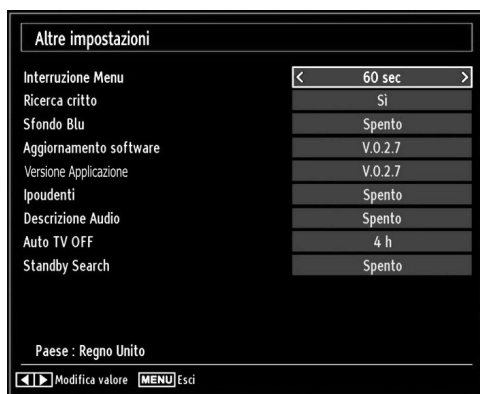 Altre impostazioni
Interruzione Menu < 60 sec >
Ricerca critto Sì
Sfondo Blu Spento
Aggiornamento software V.0.2.7
Versione Applicazione V.0.2.7
Ipoudenti Spento
Descrizione Audio Spento
Auto TV OFF 4 h
Standby Search Spento
Paese : Regno Unito
Modifica valore MENU Esci